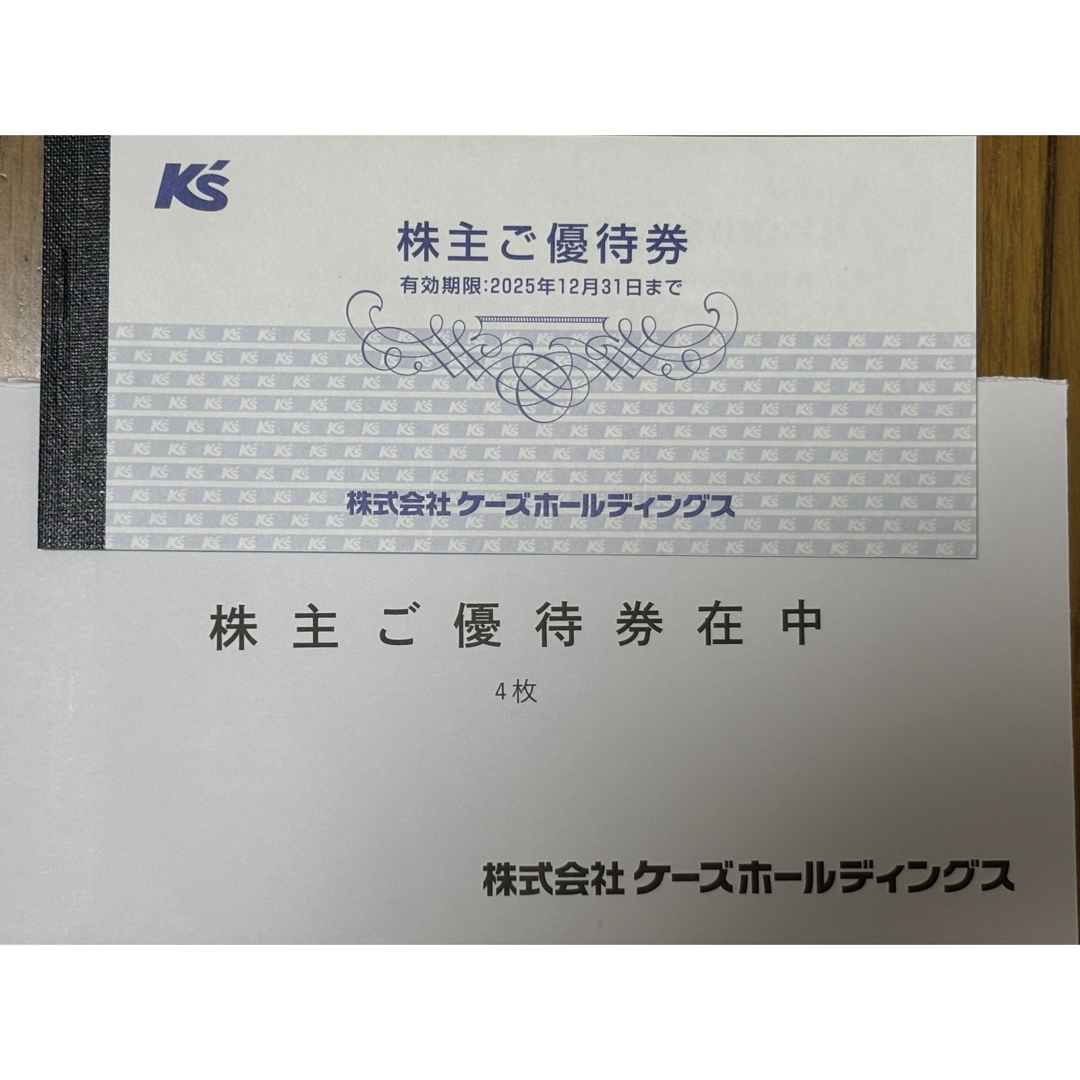 K's
株主ご優待券
有効期限:2025年12月31日まで
株式会社 ケーズホールディングス
株主ご優待券在中
4枚
株式会社 ケーズホールディングス